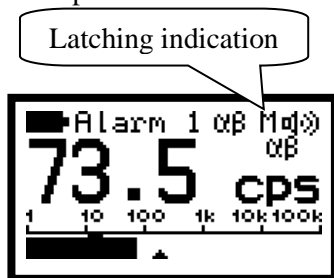 Latching indication
Alarm 1 αβ M
αβ
73.5 cps
1 10 100 1k 10k 100k